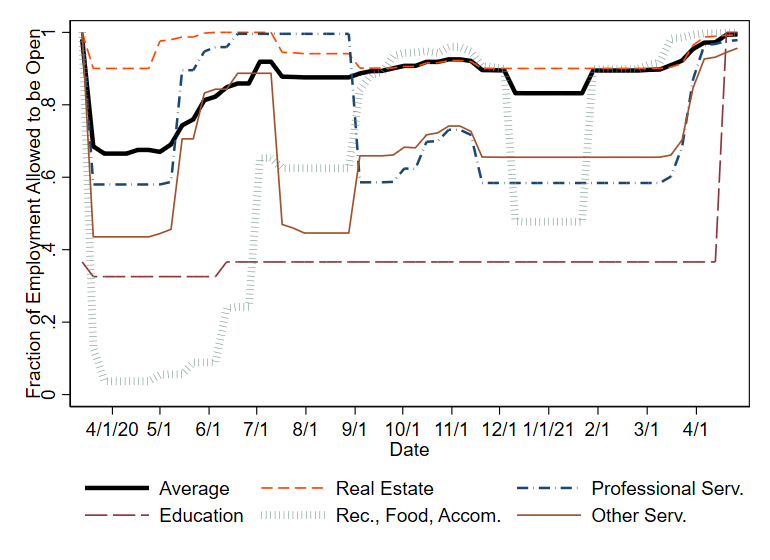 Fraction of Employment Allowed to be Open
1
.8
.6
.4
.2
0
4/1/20 5/1 6/1 7/1 8/1 9/1 10/1 11/1 12/1 1/1/21 2/1 3/1 4/1
Date
Average Real Estate Professional Serv.
Education Rec., Food, Accom. Other Serv.